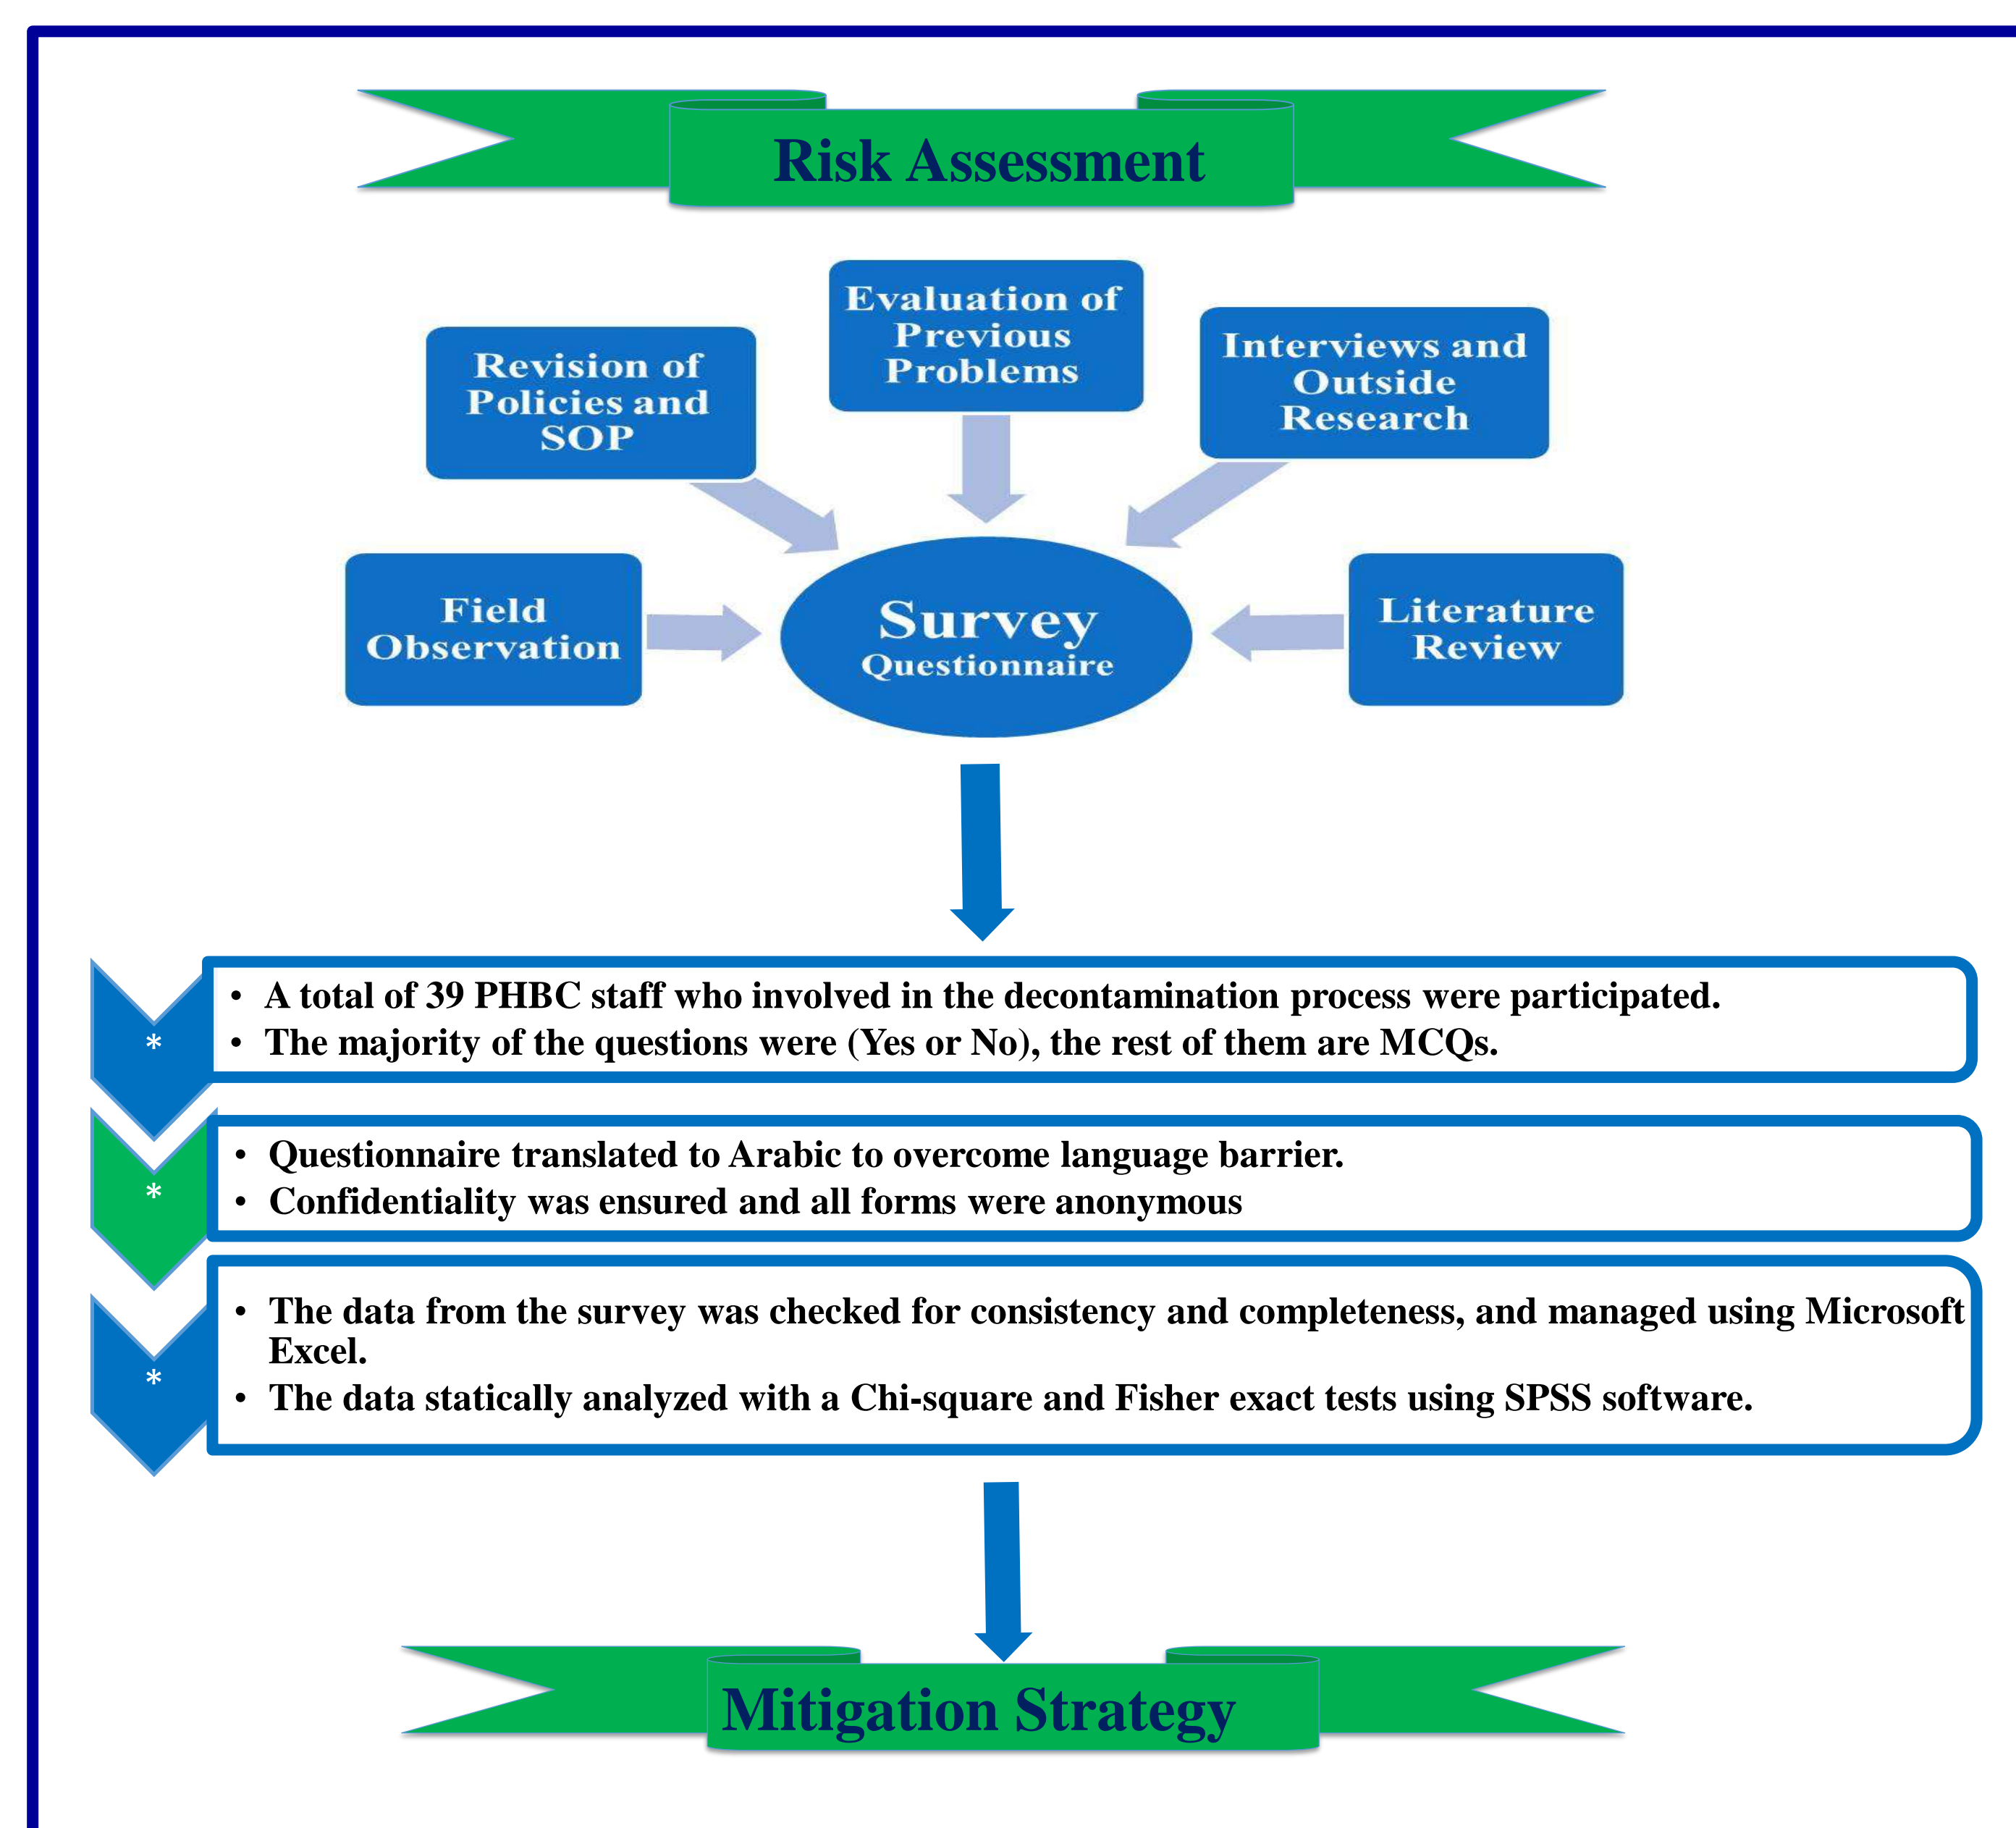 Risk Assessment
Evaluation of
Previous
Problems
Revision of
Policies and
SOP
Interviews and
Outside
Research
Field
Observation
Survey
Questionnaire
Literature
Review
*
• A total of 39 PHBC staff who involved in the decontamination process were participated.
• The majority of the questions were (Yes or No), the rest of them are MCQs.
*
• Questionnaire translated to Arabic to overcome language barrier.
• Confidentiality was ensured and all forms were anonymous
*
• The data from the survey was checked for consistency and completeness, and managed using Microsoft
Excel.
• The data statically analyzed with a Chi-square and Fisher exact tests using SPSS software.
Mitigation Strategy